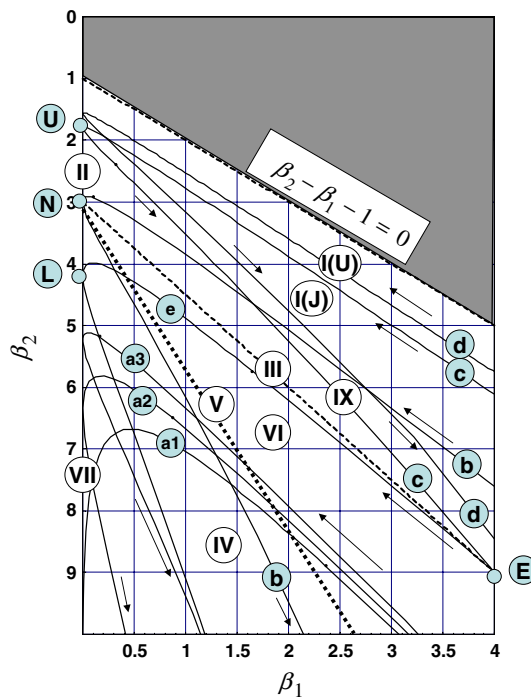 0
1
2
3
4
5
6
7
8
9
β₂
U
II
N
L
β₂ – β₁ – 1 = 0
I(U)
I(J)
d
c
e
a3
III
V
IX
a2
VI
a1
VII
b
c
d
IV
b
E
0.5
1
1.5
2
2.5
3
3.5
4
β₁